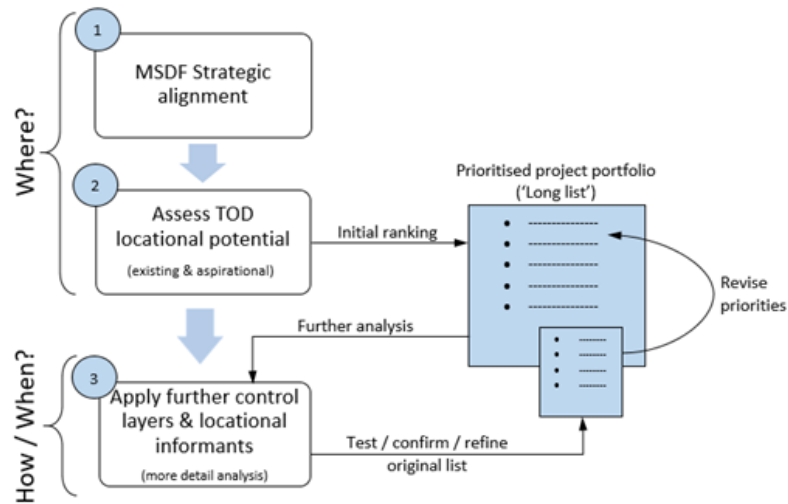 Where?
1
MSDF Strategic
alignment
2
Assess TOD
locational potential
(existing & aspirational)
Initial ranking
Prioritised project portfolio
('Long list')
Revise
priorities
Further analysis
How / When?
3
Apply further control
layers & locational
informants
(more detail analysis)
Test / confirm / refine
original list